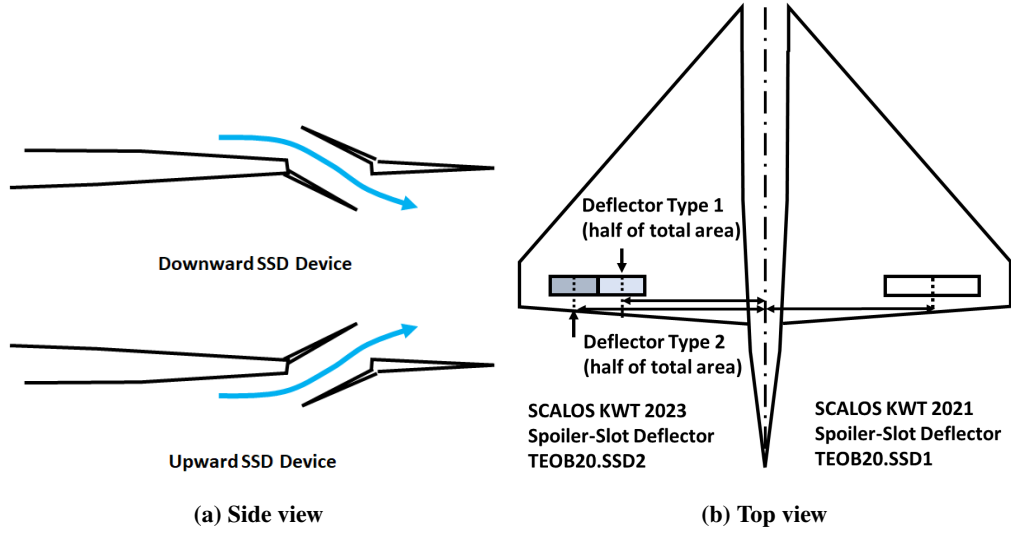 Downward SSD Device
Upward SSD Device
(a) Side view
Deflector Type 1
(half of total area)
Deflector Type 2
(half of total area)
SCALOS KWT 2023
Spoiler-Slot Deflector
TEOB20.SSD2
SCALOS KWT 2021
Spoiler-Slot Deflector
TEOB20.SSD1
(b) Top view